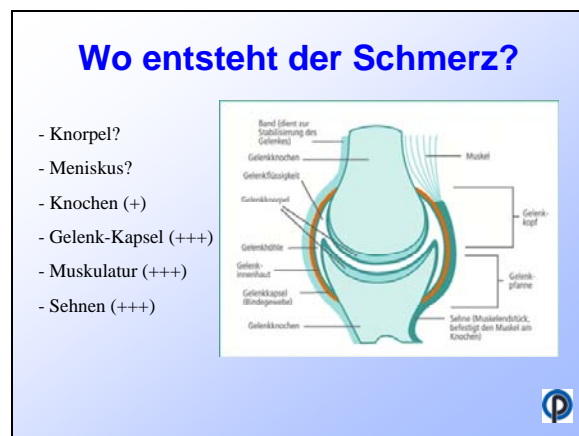 Wo entsteht der Schmerz?
- Knorpel?
- Meniskus?
- Knochen (+)
- Gelenk-Kapsel (+++)
- Muskulatur (+++)
- Sehnen (+++)
Band (dient zur
Stabilisierung des
Gelenkes)
Gelenkknochen
Gelenkflüssigkeit
Gelenkknorpel
Gelenkhöhle
Gelenk-
innenhaut
Gelenkkapsel
(Bindegewebe)
Gelenkknochen
Muskel
Gelenk-
kopf
Gelenk-
pfanne
Sehne (Muskelendstück,
befestigt den Muskel am
Knochen)